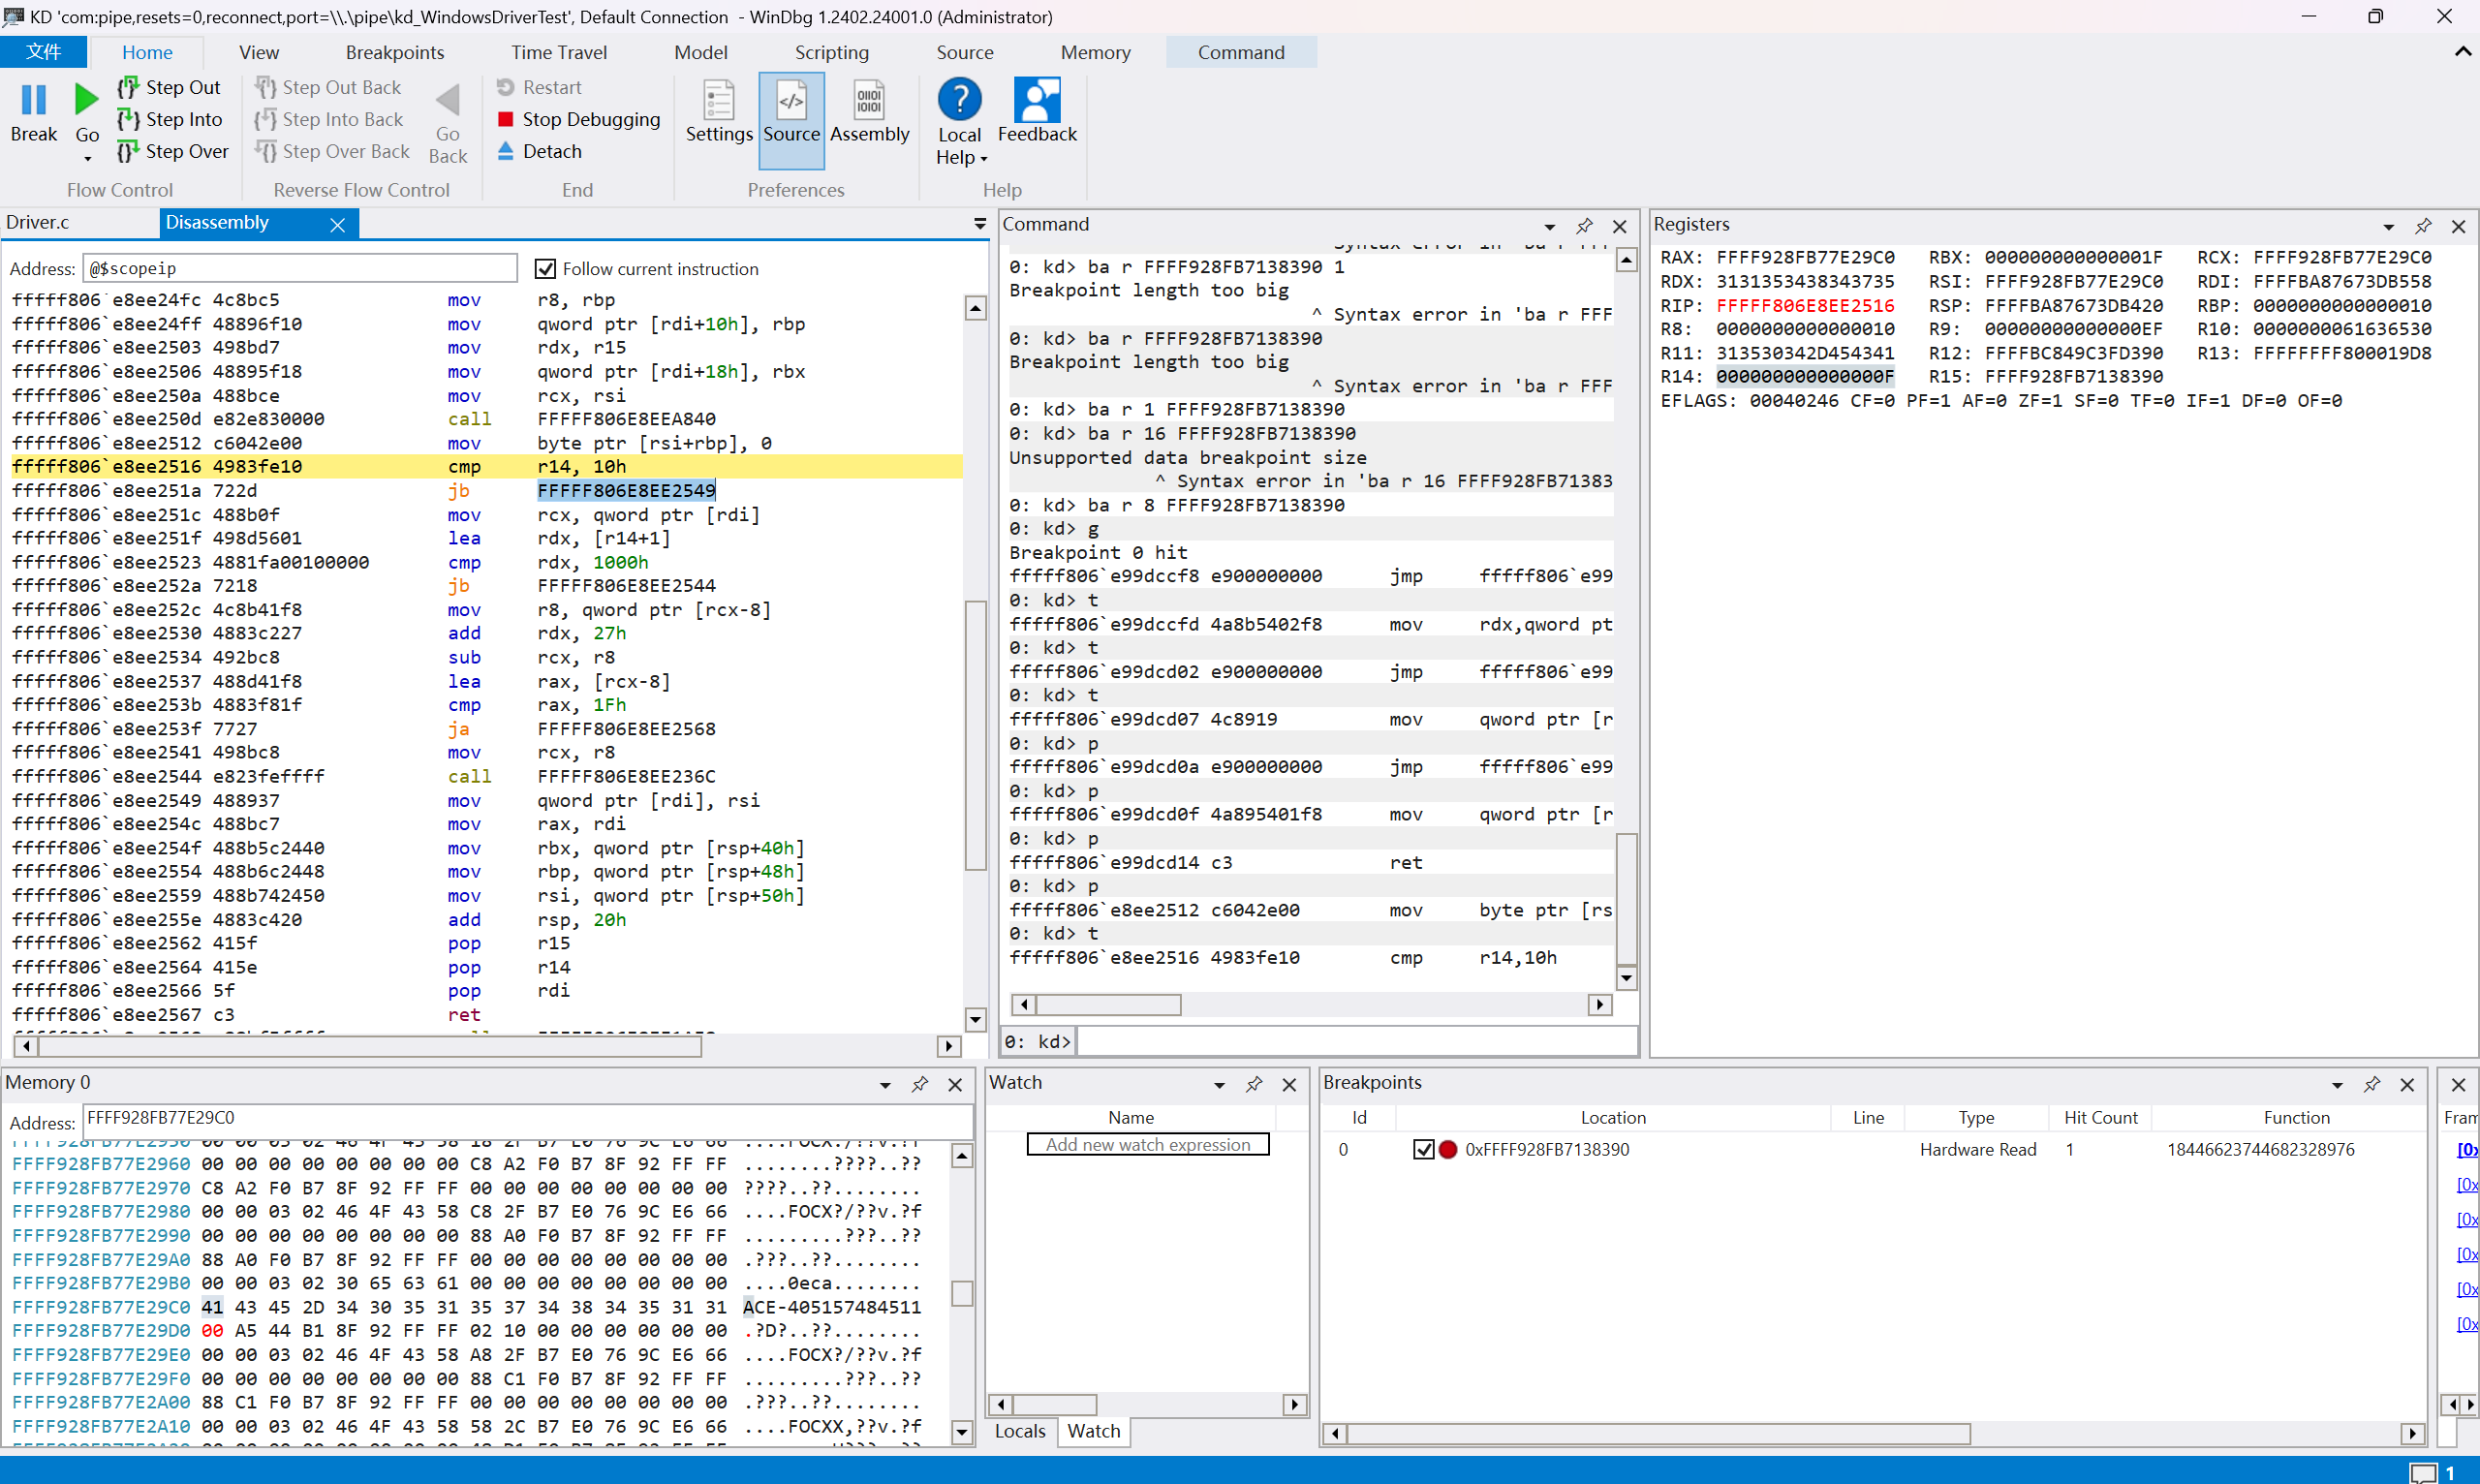 KD 'com:pipe,resets=0,reconnect,port=\\.\pipe\kd_WindowsDriverTest', Default Connection - WinDbg 1.2402.24001.0 (Administrator)
文件 Home View Breakpoints Time Travel Model Scripting Source Memory Command
Break
Go
Step Out
Step Into
Step Over
Flow Control
Step Out Back
Step Into Back
Step Over Back
Go Back
Reverse Flow Control
Restart
Stop Debugging
Detach
End
Settings
Source
Assembly
Preferences
Local Help
Feedback
Help
Driver.c
Disassembly
Address: @$scopeip
Follow current instruction
fffff806`e8ee24fc 4c8bc5 mov r8, rbp
fffff806`e8ee24ff 48896f10 mov qword ptr [rdi+10h], rbp
fffff806`e8ee2503 498bd7 mov rdx, r15
fffff806`e8ee2506 48895f18 mov qword ptr [rdi+18h], rbx
fffff806`e8ee250a 488bce mov rcx, rsi
fffff806`e8ee250d e82e830000 call FFFFF806E8EEA840
fffff806`e8ee2512 c6042e00 mov byte ptr [rsi+rbp], 0
fffff806`e8ee2516 4983fe10 cmp r14, 10h
fffff806`e8ee251a 722d jb FFFFF806E8EE2549
fffff806`e8ee251c 488b0f mov rcx, qword ptr [rdi]
fffff806`e8ee251f 498d5601 lea rdx, [r14+1]
fffff806`e8ee2523 4881fa00100000 cmp rdx, 1000h
fffff806`e8ee252a 7218 jb FFFFF806E8EE2544
fffff806`e8ee252c 4c8b41f8 mov r8, qword ptr [rcx-8]
fffff806`e8ee2530 4883c227 add rdx, 27h
fffff806`e8ee2534 492bc8 sub rcx, r8
fffff806`e8ee2537 488d41f8 lea rax, [rcx-8]
fffff806`e8ee253b 4883f81f cmp rax, 1Fh
fffff806`e8ee253f 7727 ja FFFFF806E8EE2568
fffff806`e8ee2541 498bc8 mov rcx, r8
fffff806`e8ee2544 e823feffff call FFFFF806E8EE236C
fffff806`e8ee2549 488937 mov qword ptr [rdi], rsi
fffff806`e8ee254c 488bc7 mov rax, rdi
fffff806`e8ee254f 488b5c2440 mov rbx, qword ptr [rsp+40h]
fffff806`e8ee2554 488b6c2448 mov rbp, qword ptr [rsp+48h]
fffff806`e8ee2559 488b742450 mov rsi, qword ptr [rsp+50h]
fffff806`e8ee255e 4883c420 add rsp, 20h
fffff806`e8ee2562 415f pop r15
fffff806`e8ee2564 415e pop r14
fffff806`e8ee2566 5f pop rdi
fffff806`e8ee2567 c3 ret
Command
0: kd> ba r FFFF928FB7138390 1
Breakpoint length too big
^ Syntax error in 'ba r FFF
0: kd> ba r FFFF928FB7138390
Breakpoint length too big
^ Syntax error in 'ba r FFF
0: kd> ba r 1 FFFF928FB7138390
0: kd> ba r 16 FFFF928FB7138390
Unsupported data breakpoint size
^ Syntax error in 'ba r 16 FFFF928FB71383
0: kd> ba r 8 FFFF928FB7138390
0: kd> g
Breakpoint 0 hit
fffff806`e99dccf8 e900000000 jmp fffff806`e99
0: kd> t
fffff806`e99dccfd 4a8b5402f8 mov rdx,qword pt
0: kd> t
fffff806`e99dcd02 e900000000 jmp fffff806`e99
0: kd> t
fffff806`e99dcd07 4c8919 mov qword ptr [r
0: kd> p
fffff806`e99dcd0a e900000000 jmp fffff806`e99
0: kd> p
fffff806`e99dcd0f 4a895401f8 mov qword ptr [r
0: kd> p
fffff806`e99dcd14 c3 ret
0: kd> p
fffff806`e8ee2512 c6042e00 mov byte ptr [rs
0: kd> t
fffff806`e8ee2516 4983fe10 cmp r14,10h
0: kd>
Registers
RAX: FFFF928FB77E29C0 RBX: 000000000000001F RCX: FFFF928FB77E29C0
RDX: 3131353438343735 RSI: FFFF928FB77E29C0 RDI: FFFFBA87673DB558
RIP: FFFFF806E8EE2516 RSP: FFFFBA87673DB420 RBP: 0000000000000010
R8: 0000000000000010 R9: 00000000000000EF R10: 0000000061636530
R11: 313530342D454341 R12: FFFFBC849C3FD390 R13: FFFFFFFF800019D8
R14: 000000000000000F R15: FFFF928FB7138390
EFLAGS: 00040246 CF=0 PF=1 AF=0 ZF=1 SF=0 TF=0 IF=1 DF=0 OF=0
Memory 0
Address: FFFF928FB77E29C0
FFFF928FB77E2960 00 00 00 00 00 00 00 00 C8 A2 F0 B7 8F 92 FF FF ........????..??
FFFF928FB77E2970 C8 A2 F0 B7 8F 92 FF FF 00 00 00 00 00 00 00 00 ????..??........
FFFF928FB77E2980 00 00 03 02 46 4F 43 58 C8 2F B7 E0 76 9C E6 66 ....FOCX?/??v.?f
FFFF928FB77E2990 00 00 00 00 00 00 00 00 88 A0 F0 B7 8F 92 FF FF .........???..??
FFFF928FB77E29A0 88 A0 F0 B7 8F 92 FF FF 00 00 00 00 00 00 00 00 .???..??........
FFFF928FB77E29B0 00 00 03 02 30 65 63 61 00 00 00 00 00 00 00 00 ....0eca........
FFFF928FB77E29C0 41 43 45 2D 34 30 35 31 35 37 34 38 34 35 31 31 ACE-405157484511
FFFF928FB77E29D0 00 A5 44 B1 8F 92 FF FF 02 10 00 00 00 00 00 00 .?D?..??........
FFFF928FB77E29E0 00 00 03 02 46 4F 43 58 A8 2F B7 E0 76 9C E6 66 ....FOCX?/??v.?f
FFFF928FB77E29F0 00 00 00 00 00 00 00 00 88 C1 F0 B7 8F 92 FF FF .........???..??
FFFF928FB77E2A00 88 C1 F0 B7 8F 92 FF FF 00 00 00 00 00 00 00 00 .???..??........
FFFF928FB77E2A10 00 00 03 02 46 4F 43 58 58 2C B7 E0 76 9C E6 66 ....FOCXX,??v.?f
Watch
Name
Add new watch expression
Locals Watch
Breakpoints
Id Location Line Type Hit Count Function
0 0xFFFF928FB7138390 Hardware Read 1 18446623744682328976
Fram
[0x
[0x
[0x
[0x
[0x
[0x
1